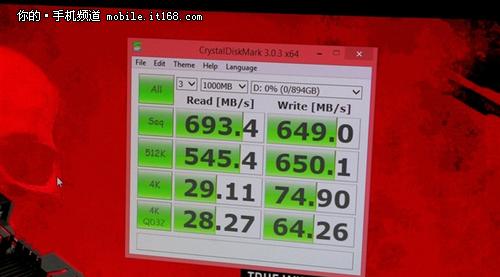 你的·手机频道 mobile.it168.com
CrystalDiskMark 3.0.3 x64
File Edit Theme Help Language
All 3 1000MB D: 0% (0/894GB)
Read [MB/s] Write [MB/s]
Seq 693.4 649.0
512K 545.4 650.1
4K 29.11 74.90
4K
QD32 28.27 64.26